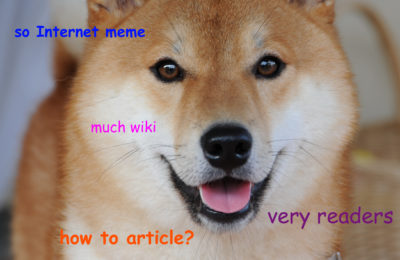 so Internet meme
much wiki
very readers
how to article?